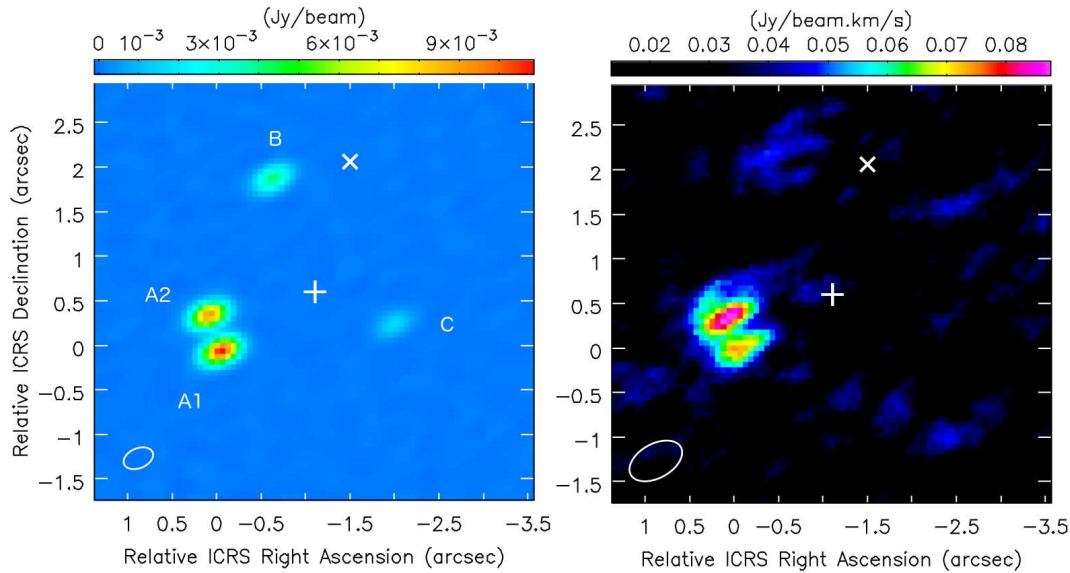 (Jy/beam)
0 10⁻³ 3×10⁻³ 6×10⁻³ 9×10⁻³
Relative ICRS Declination (arcsec)
2.5
2
1.5
1
0.5
0
−0.5
−1
−1.5
B
A2
C
A1
1 0.5 0 −0.5 −1.5 −2.5 −3.5
Relative ICRS Right Ascension (arcsec)
(Jy/beam.km/s)
0.02 0.03 0.04 0.05 0.06 0.07 0.08
2.5
2
1.5
1
0.5
0
−0.5
−1
−1.5
1 0.5 0 −0.5 −1.5 −2.5 −3.5
Relative ICRS Right Ascension (arcsec)